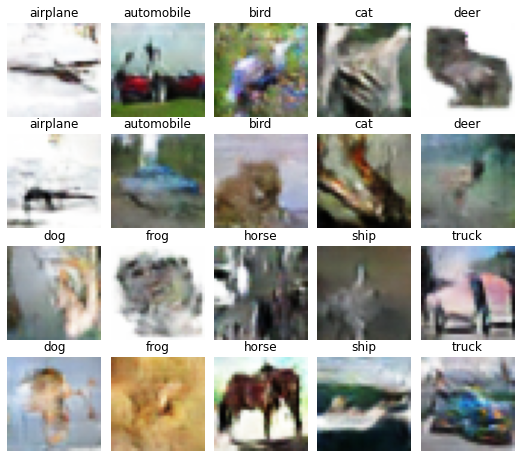 airplane automobile bird cat deer
airplane automobile bird cat deer
dog frog horse ship truck
dog frog horse ship truck